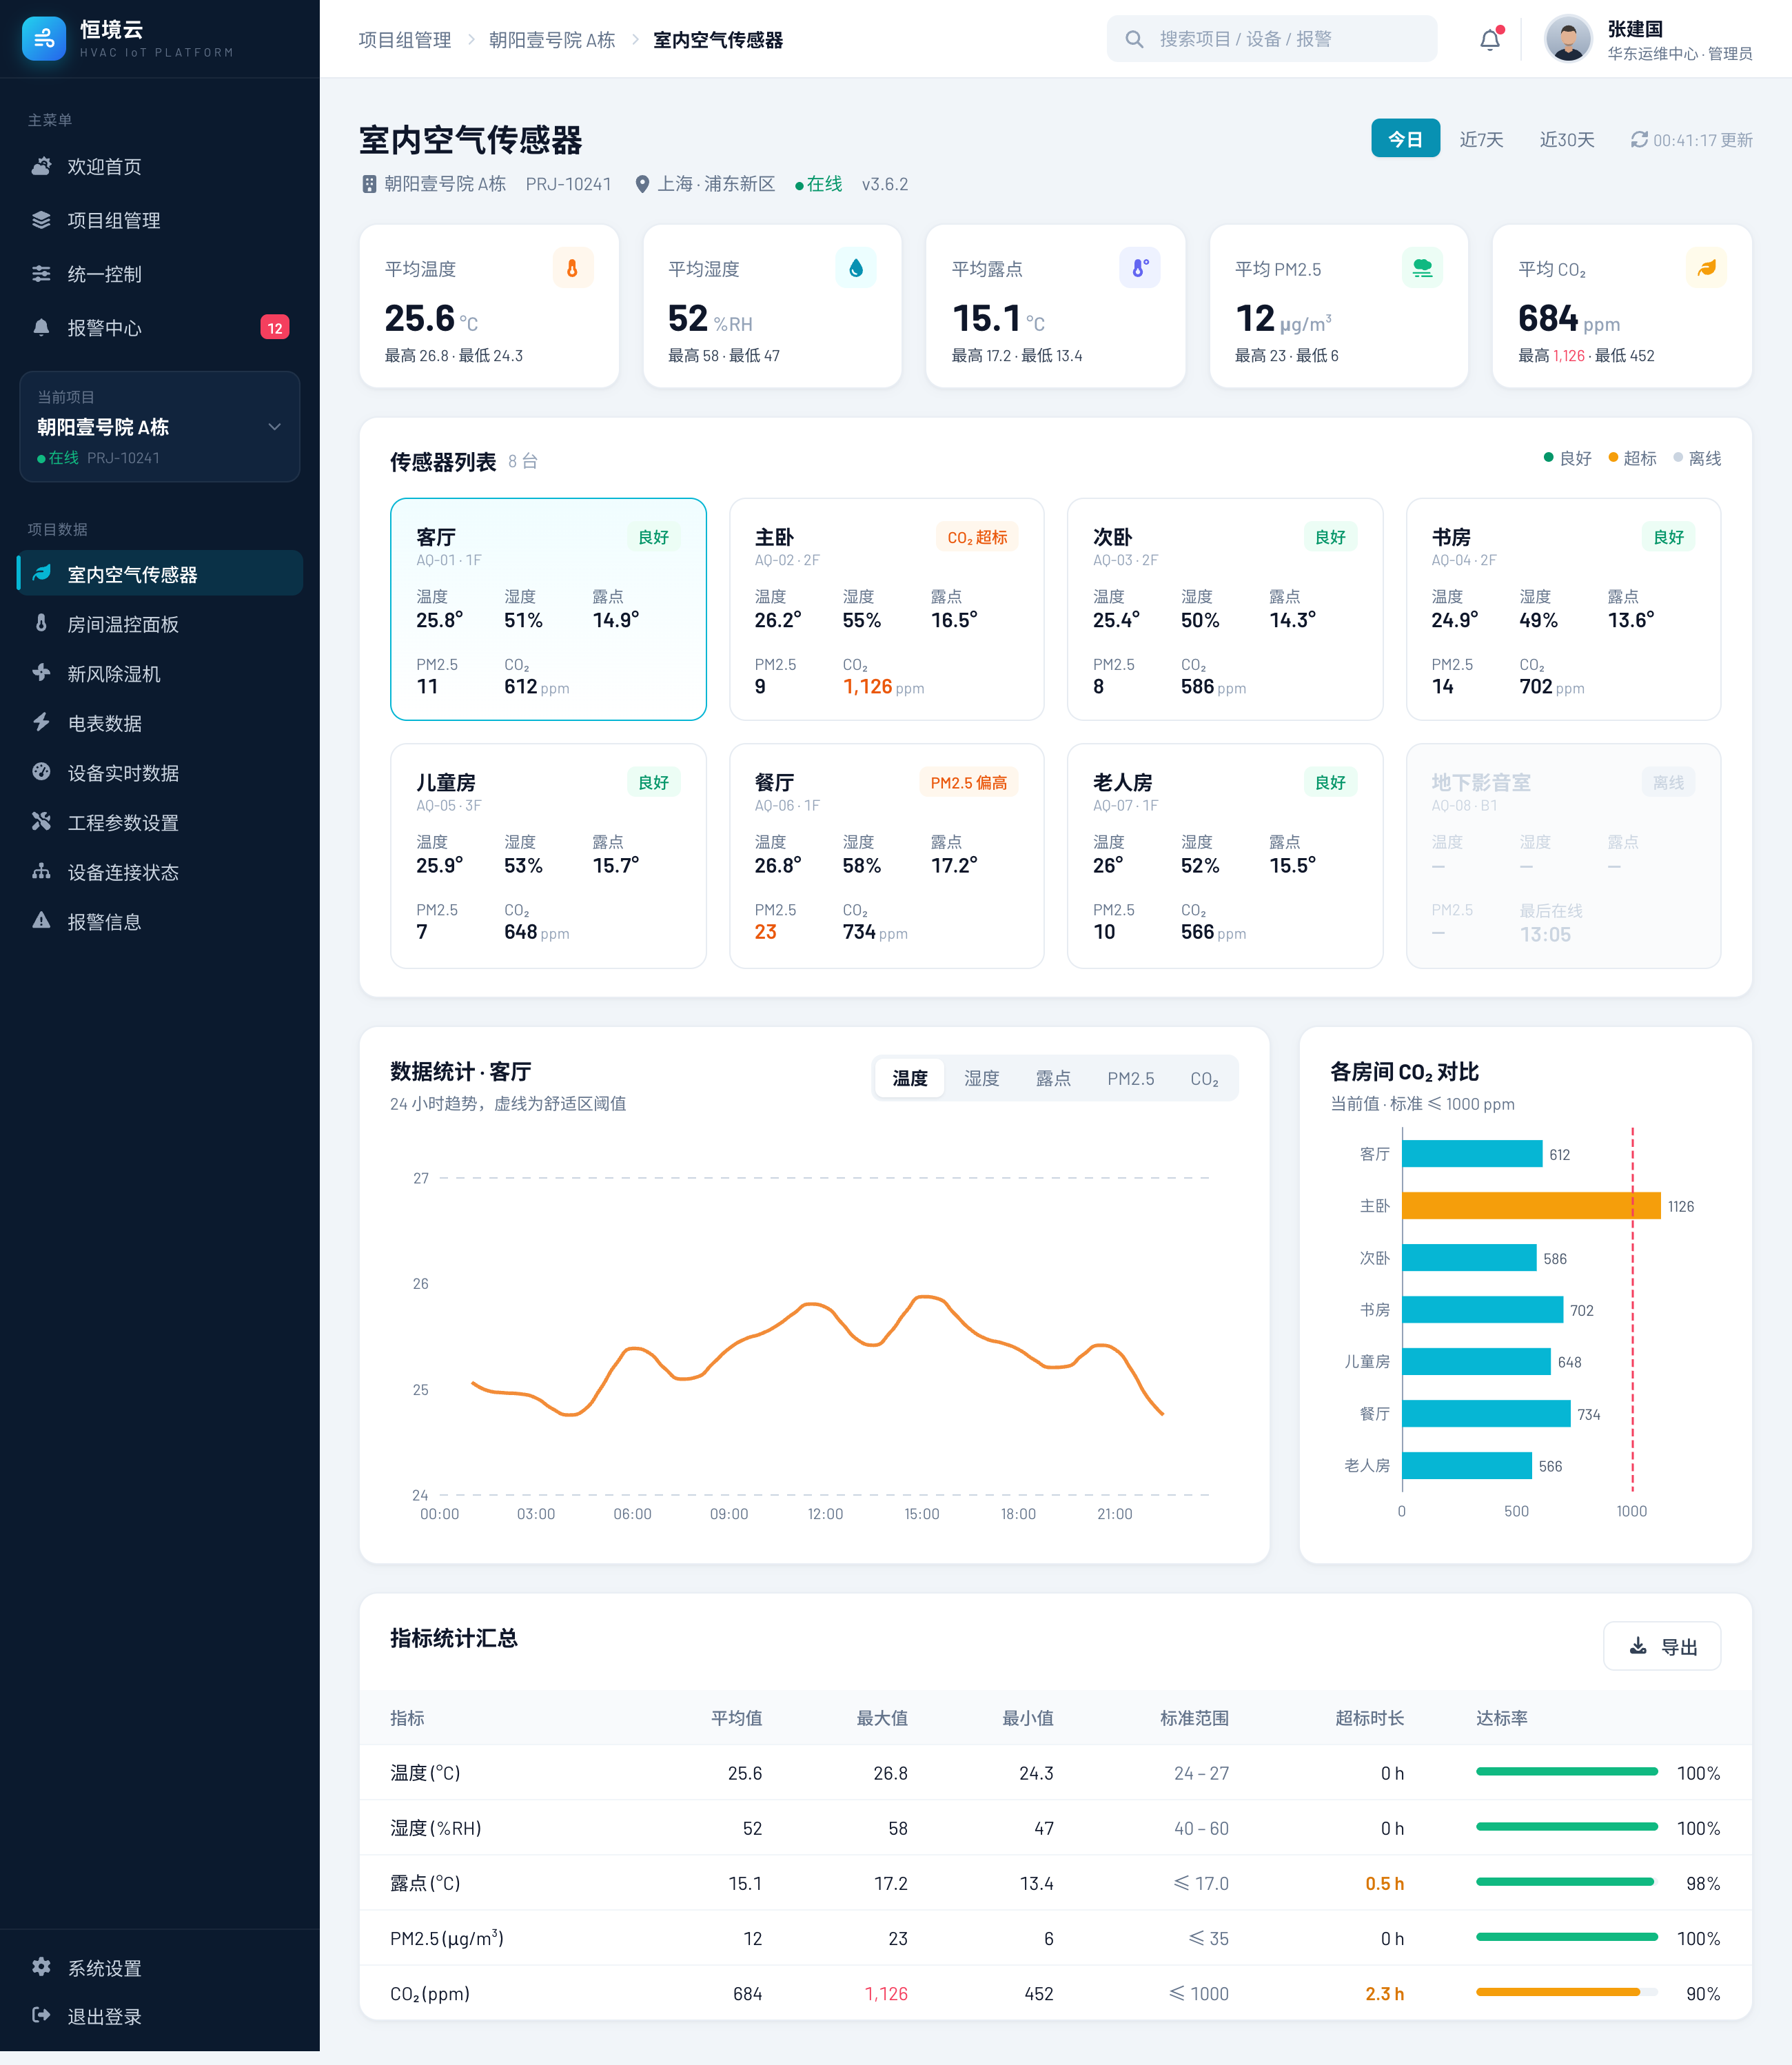 恒境云
HVAC IoT PLATFORM
主菜单
欢迎首页
项目组管理
统一控制
报警中心 12
当前项目
朝阳壹号院 A栋
在线 PRJ-10241
项目数据
室内空气传感器
房间温控面板
新风除湿机
电表数据
设备实时数据
工程参数设置
设备连接状态
报警信息
系统设置
退出登录
项目组管理 > 朝阳壹号院 A栋 > 室内空气传感器
搜索项目 / 设备 / 报警
张建国
华东运维中心 · 管理员
室内空气传感器
今日 近7天 近30天 00:41:17 更新
朝阳壹号院 A栋 PRJ-10241 上海 · 浦东新区 在线 v3.6.2
平均温度
25.6 °C
最高 26.8 · 最低 24.3
平均湿度
52 %RH
最高 58 · 最低 47
平均露点
15.1 °C
最高 17.2 · 最低 13.4
平均 PM2.5
12 μg/m³
最高 23 · 最低 6
平均 CO₂
684 ppm
最高 1,126 · 最低 452
传感器列表 8 台
良好 超标 离线
客厅 良好
AQ-01 · 1F
温度 湿度 露点
25.8° 51% 14.9°
PM2.5 CO₂
11 612 ppm
主卧 CO₂ 超标
AQ-02 · 2F
温度 湿度 露点
26.2° 55% 16.5°
PM2.5 CO₂
9 1,126 ppm
次卧 良好
AQ-03 · 2F
温度 湿度 露点
25.4° 50% 14.3°
PM2.5 CO₂
8 586 ppm
书房 良好
AQ-04 · 2F
温度 湿度 露点
24.9° 49% 13.6°
PM2.5 CO₂
14 702 ppm
儿童房 良好
AQ-05 · 3F
温度 湿度 露点
25.9° 53% 15.7°
PM2.5 CO₂
7 648 ppm
餐厅 PM2.5 偏高
AQ-06 · 1F
温度 湿度 露点
26.8° 58% 17.2°
PM2.5 CO₂
23 734 ppm
老人房 良好
AQ-07 · 1F
温度 湿度 露点
26° 52% 15.5°
PM2.5 CO₂
10 566 ppm
地下影音室 离线
AQ-08 · B1
温度 湿度 露点
— — —
PM2.5 最后在线
— 13:05
数据统计 · 客厅
24 小时趋势，虚线为舒适区阈值
温度 湿度 露点 PM2.5 CO₂
27
26
25
24
00:00 03:00 06:00 09:00 12:00 15:00 18:00 21:00
各房间 CO₂ 对比
当前值 · 标准 ≤ 1000 ppm
客厅 612
主卧 1126
次卧 586
书房 702
儿童房 648
餐厅 734
老人房 566
0 500 1000
指标统计汇总
导出
指标 平均值 最大值 最小值 标准范围 超标时长 达标率
温度 (°C) 25.6 26.8 24.3 24 – 27 0 h 100%
湿度 (%RH) 52 58 47 40 – 60 0 h 100%
露点 (°C) 15.1 17.2 13.4 ≤ 17.0 0.5 h 98%
PM2.5 (μg/m³) 12 23 6 ≤ 35 0 h 100%
CO₂ (ppm) 684 1,126 452 ≤ 1000 2.3 h 90%